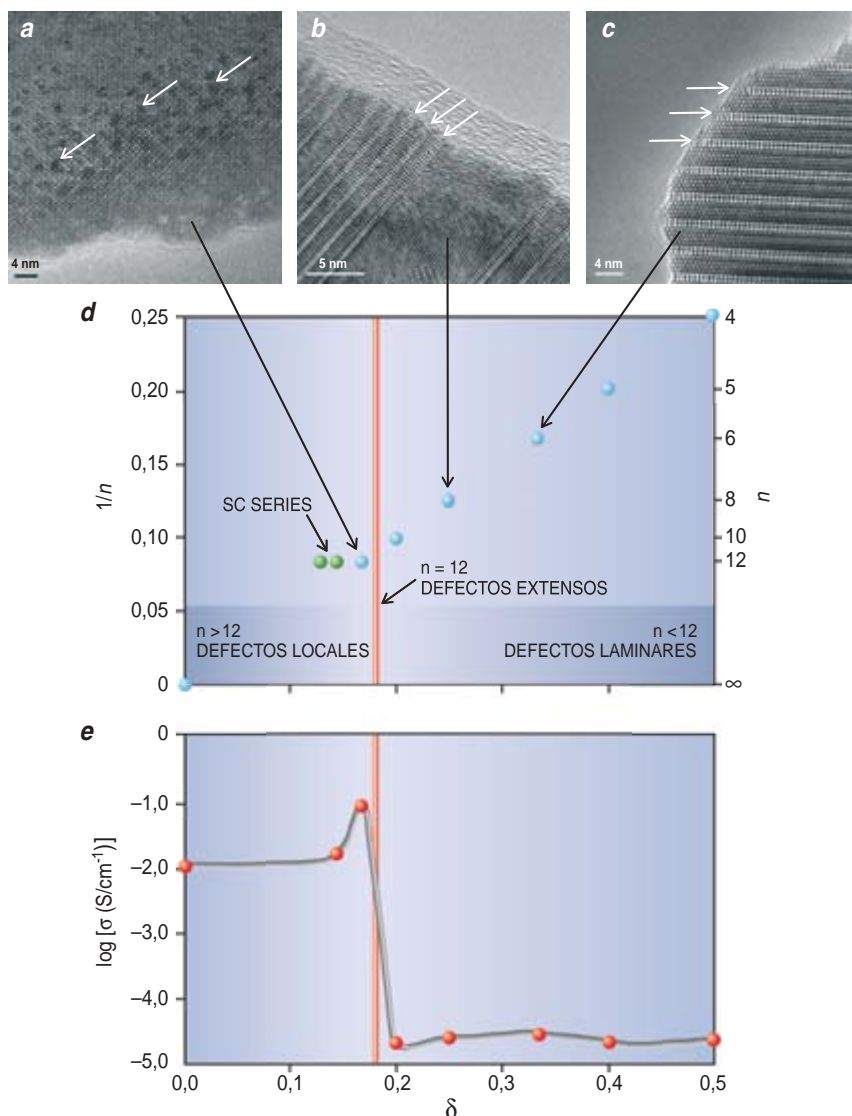 a
b
c
4 nm
5 nm
4 nm
d
0,25
0,20
0,15
0,10
0,05
0
1/n
4
5
6
8
10
12
∞
n
SC SERIES
n = 12
DEFECTOS EXTENSOS
n >12
DEFECTOS LOCALES
n <12
DEFECTOS LAMINARES
e
0
–1,0
–2,0
–3,0
–4,0
–5,0
log [σ (S/cm⁻¹)]
0,0
0,1
0,2
0,3
0,4
0,5
δ